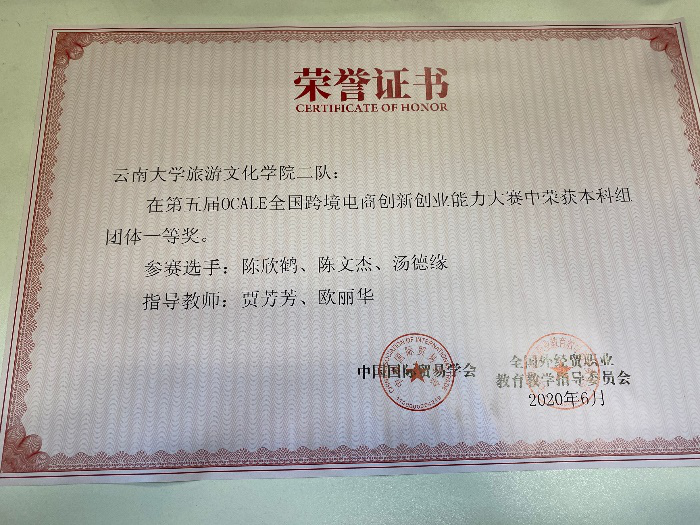 荣誉证书
CERTIFICATE OF HONOR
云南大学旅游文化学院二队：
在第五届OCALE全国跨境电商创新创业能力大赛中荣获本科组
团体一等奖。
参赛选手：陈欣鹤、陈文杰、汤德缘
指导教师：贾芳芳、欧丽华
中国国际贸易学会
全国外经贸职业
教育教学指导委员会
2020年6月